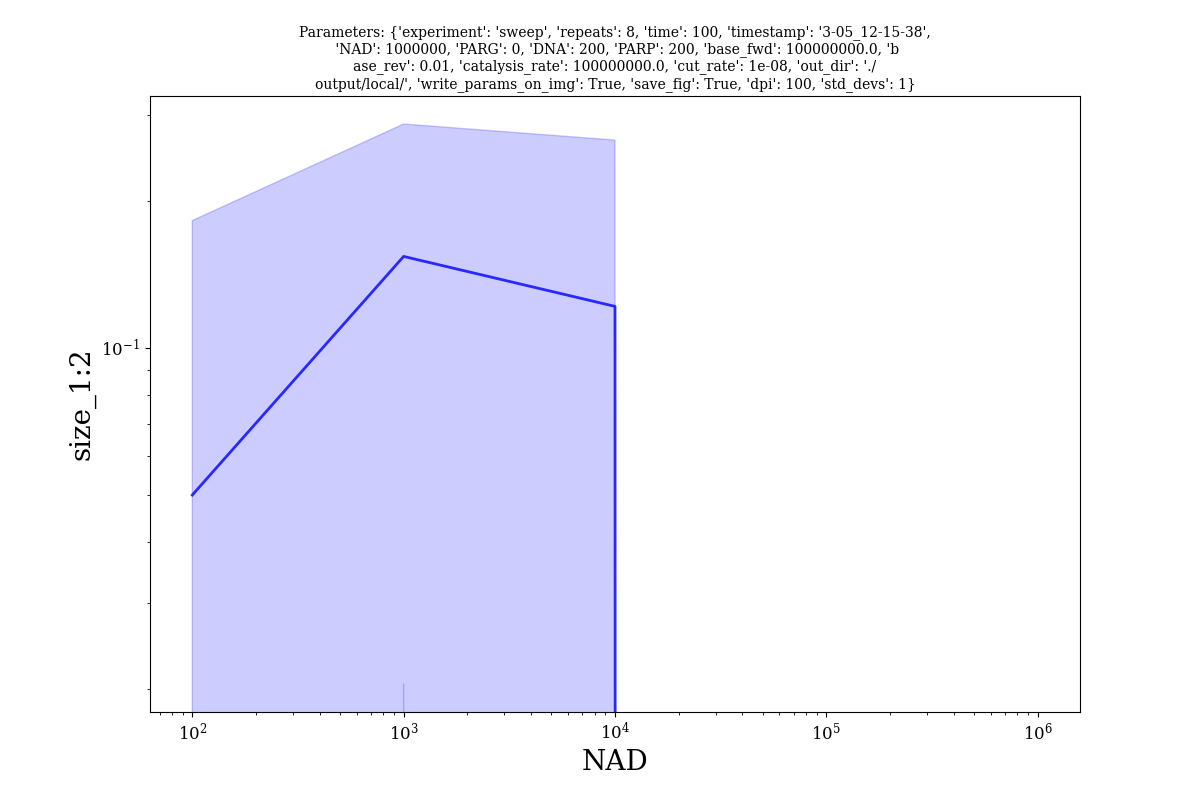 Parameters: {'experiment': 'sweep', 'repeats': 8, 'time': 100, 'timestamp': '3-05_12-15-38',
'NAD': 1000000, 'PARG': 0, 'DNA': 200, 'PARP': 200, 'base_fwd': 100000000.0, 'b
ase_rev': 0.01, 'catalysis_rate': 100000000.0, 'cut_rate': 1e-08, 'out_dir': './
output/local/', 'write_params_on_img': True, 'save_fig': True, 'dpi': 100, 'std_devs': 1}
size_1:2
10⁻¹
10² 10³ 10⁴ 10⁵ 10⁶
NAD